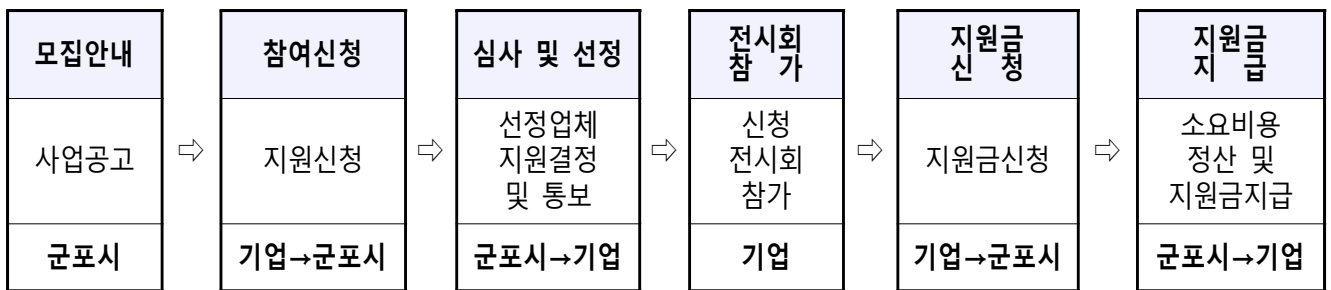 모집안내
사업공고
군포시
⇨
참여신청
지원신청
기업→군포시
⇨
심사 및 선정
선정업체
지원결정
및 통보
군포시→기업
⇨
전시회
참 가
신청
전시회
참가
기업
⇨
지원금
신 청
지원금신청
기업→군포시
⇨
지원금
지 급
소요비용
정산 및
지원금지급
군포시→기업